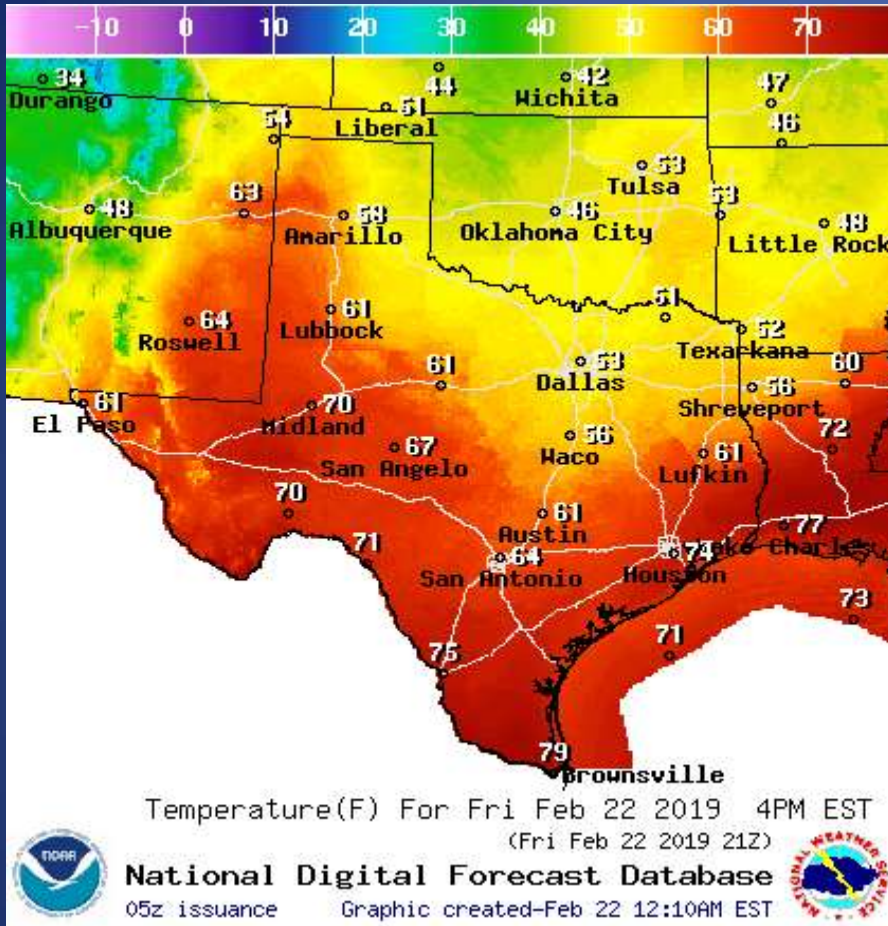 -10 0 10 20 30 40 50 60 70
34 44 42 47
Durango Wichita
51
Liberal
54 46
53
Tulsa
63 58 46 53
48 48
Albuquerque Amarillo Oklahoma City Little Rock
64 61 51 52
Roswell Lubbock Texarkana
61 53 60
Dallas
61 70 56
El Paso Midland Shreveport
67 56 61 72
San Angelo Waco Lufkin
70 61 77
Austin
71 64 74 Lake Charles
San Antonio Houston
75 71 73
79
Brownsville
Temperature(F) For Fri Feb 22 2019 4PM EST
(Fri Feb 22 2019 21Z)
NOAA
National Digital Forecast Database
05z issuance Graphic created-Feb 22 12:10AM EST
NATIONAL WEATHER SERVICE